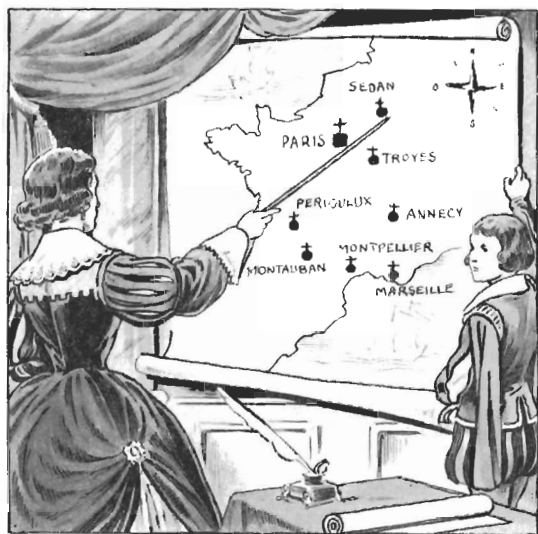 N
SEDAN
O
E
S
PARIS
TROYES
PERIGUEUX
ANNECY
MONTPELLIER
MONTAUBAN
MARSEILLE